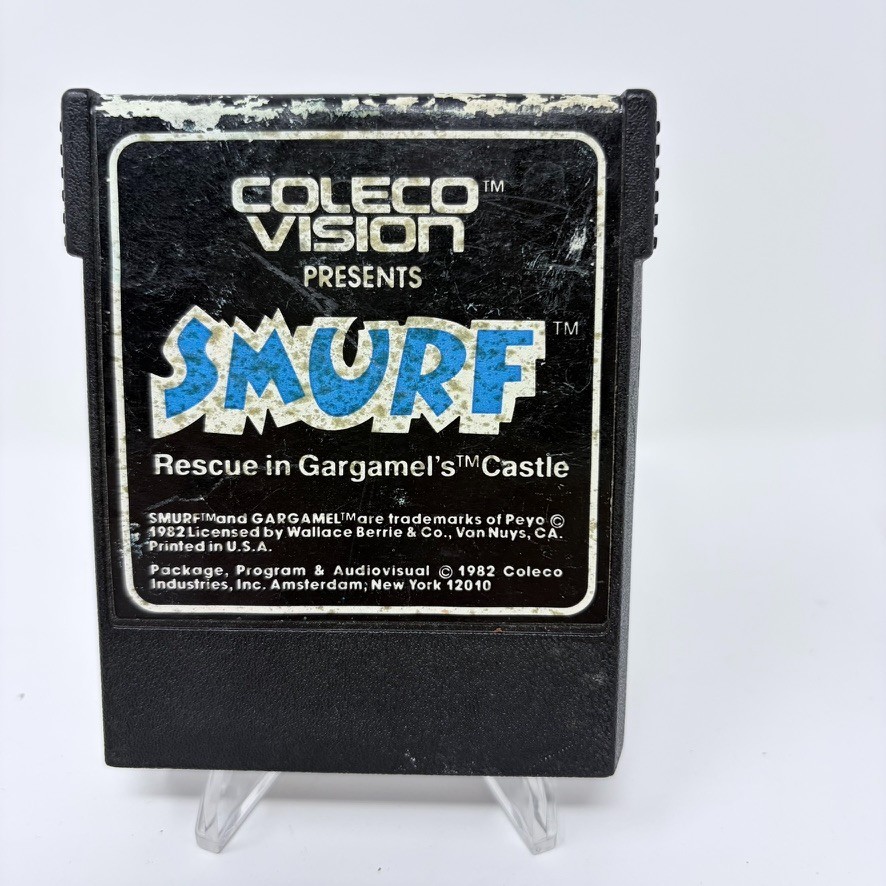 COLECO™
VISION
PRESENTS
SMURF™
Rescue in Gargamel's™Castle
SMURF™and GARGAMEL™are trademarks of Peyo ©
1982 Licensed by Wallace Berrie & Co., Van Nuys, CA.
Printed in U.S.A.
Package, Program & Audiovisual © 1982 Coleco
Industries, Inc. Amsterdam, New York 12010